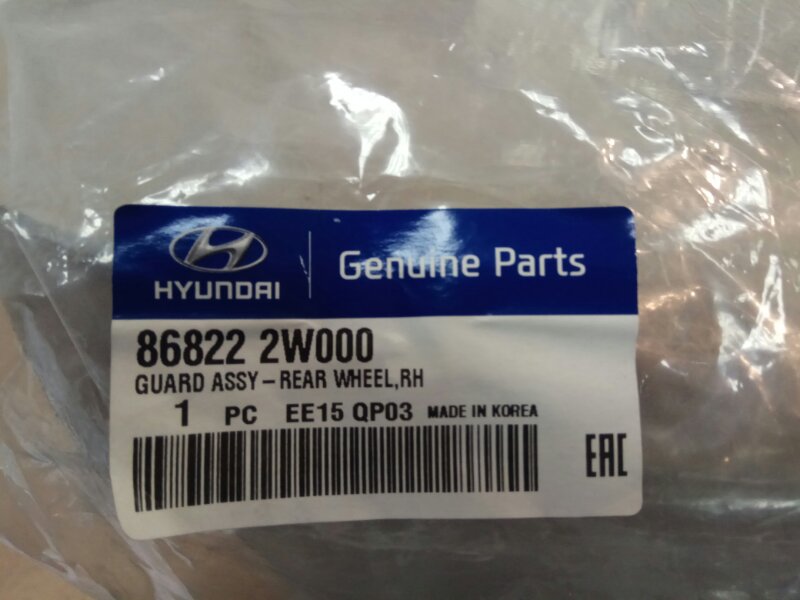 HYUNDAI
Genuine Parts
86822 2W000
GUARD ASSY-REAR WHEEL,RH
1 PC EE15 QP03 MADE IN KOREA
EAC